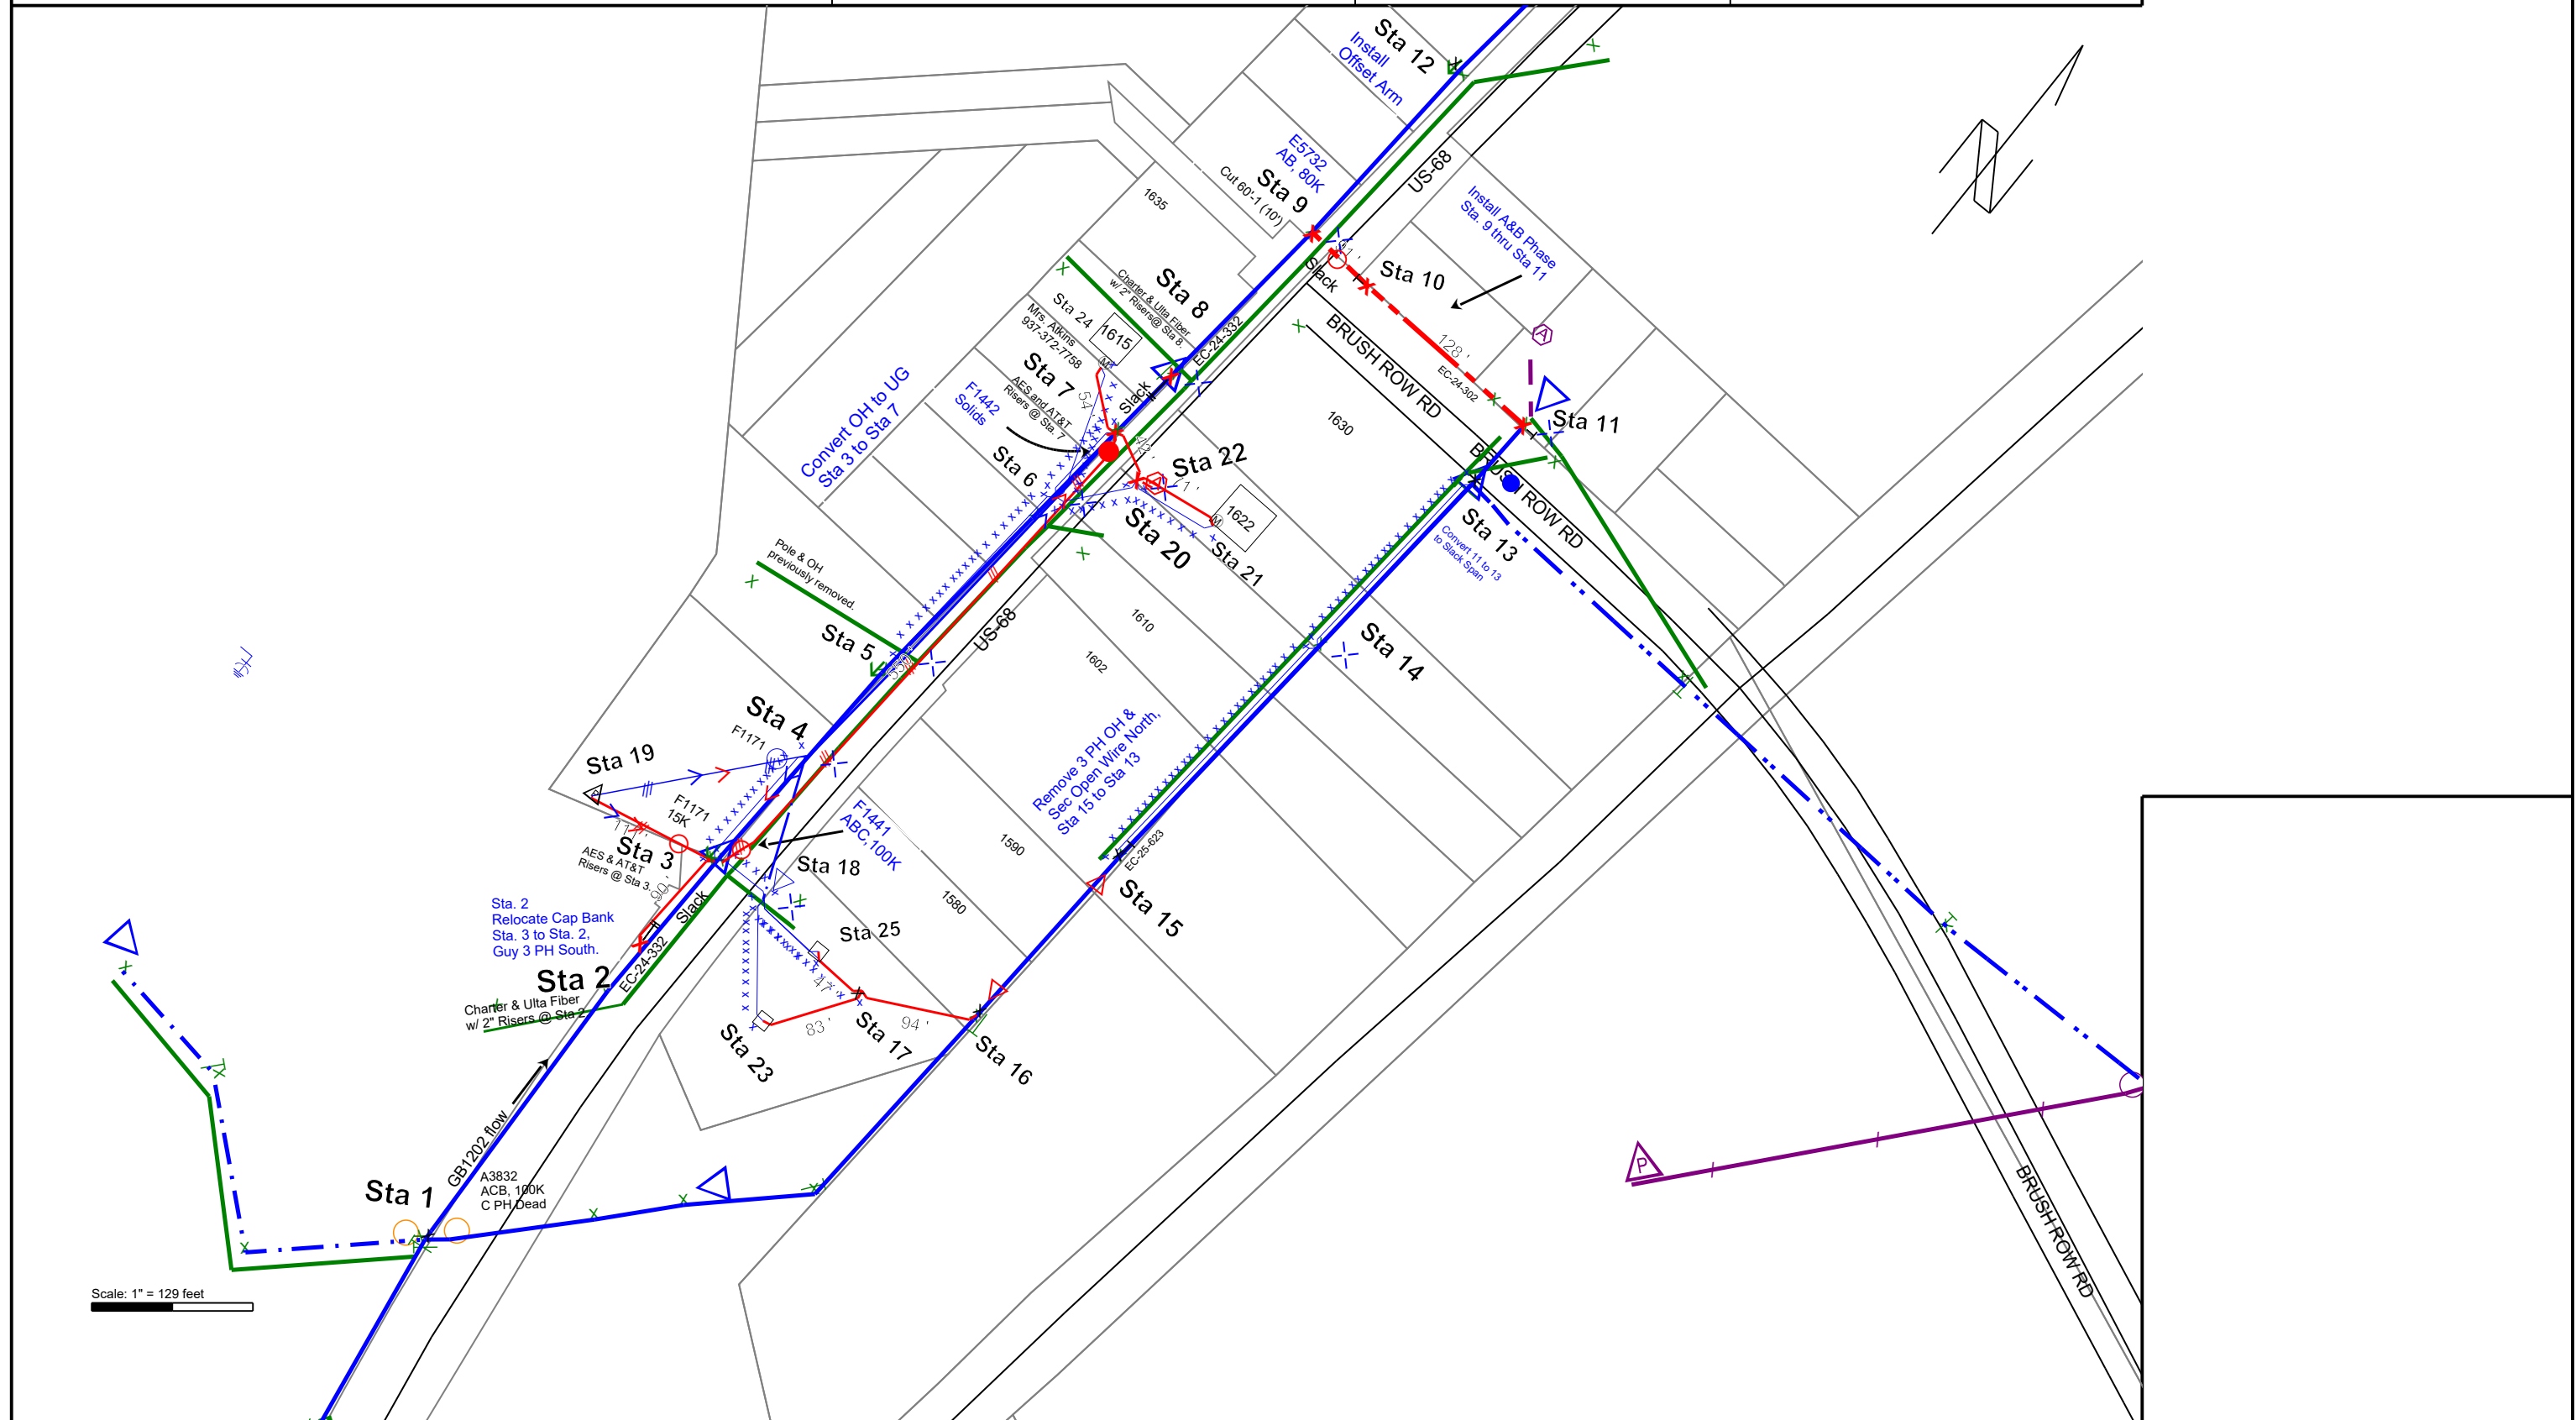 Sta 12
Install
Offset Arm
E5732
AB, 80K
Sta 9
Cut 60'-1 (10')
US-68
Install A&B Phase
Sta. 9 thru Sta 11
Sta 10
Slack
128 '
EC-24-302
BRUSH ROW RD
A
Sta 11
1635
Sta 8
Charter & Ulta Fiber
w/ 2" Risers@ Sta 8.
EC-24-332
Sta 24
1615
Mrs. Atkins
937-372-7758
Sta 7
AES and AT&T
Risers @ Sta. 7
F1442
Solids
54 '
Slack
Convert OH to UG
Sta 3 to Sta 7
Sta 6
Sta 22
71 '
1622
M
Sta 20
Sta 21
1630
BRUSH ROW RD
Sta 13
Convert 11 to 13
to Slack Span
Pole & OH
previously removed.
Sta 5
US-68
1610
1602
Sta 14
Sta 4
F1171
Sta 19
F1171
15K
Sta 3
AES & AT&T
Risers @ Sta 3.
90 '
Slack
F1441
ABC,100K
Sta 18
Remove 3 PH OH &
Sec Open Wire North,
Sta 15 to Sta 13
EC-25-623
Sta 15
1590
1580
Sta. 2
Relocate Cap Bank
Sta. 3 to Sta. 2,
Guy 3 PH South.
Sta 2
EC-24-332
Charter & Ulta Fiber
w/ 2" Risers @ Sta 2
Sta 25
47 '
83 '
94 '
Sta 23
Sta 17
Sta 16
GB1202 flow
Sta 1
A3832
ACB, 100K
C PH Dead
P
BRUSH ROW RD
Scale: 1" = 129 feet